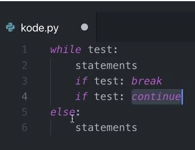 kode.py
1 while test:
2     statements
3     if test: break
4     if test: continue
5 else:
6     statements